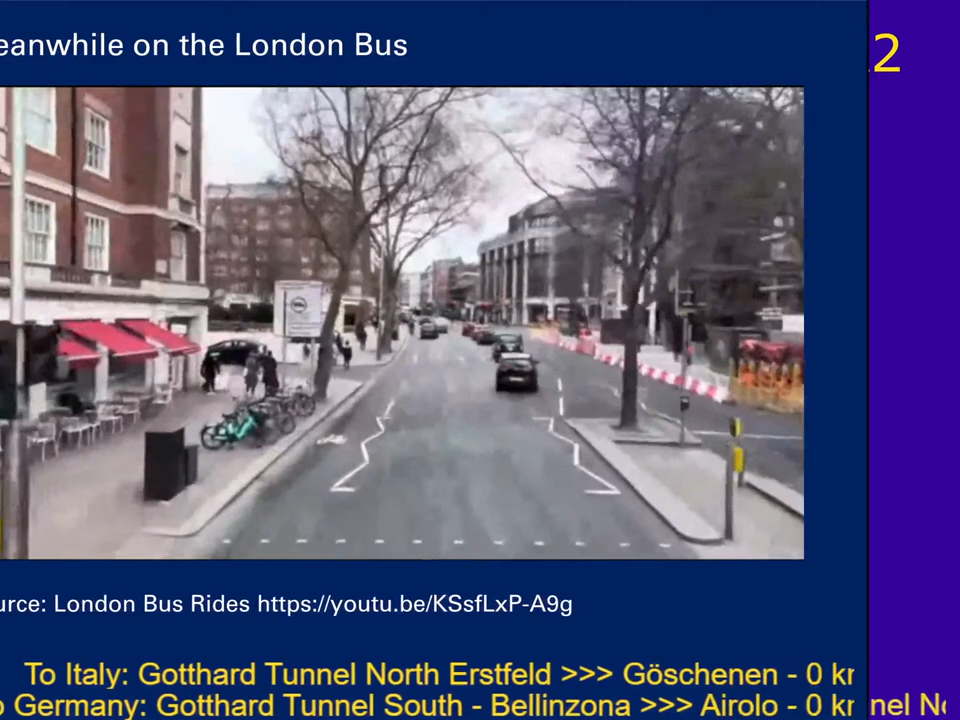 eanwhile on the London Bus
2
urce: London Bus Rides https://youtu.be/KSsfLxP-A9g
To Italy: Gotthard Tunnel North Erstfeld >>> Göschenen - 0 kr
o Germany: Gotthard Tunnel South - Bellinzona >>> Airolo - 0 kr nel No